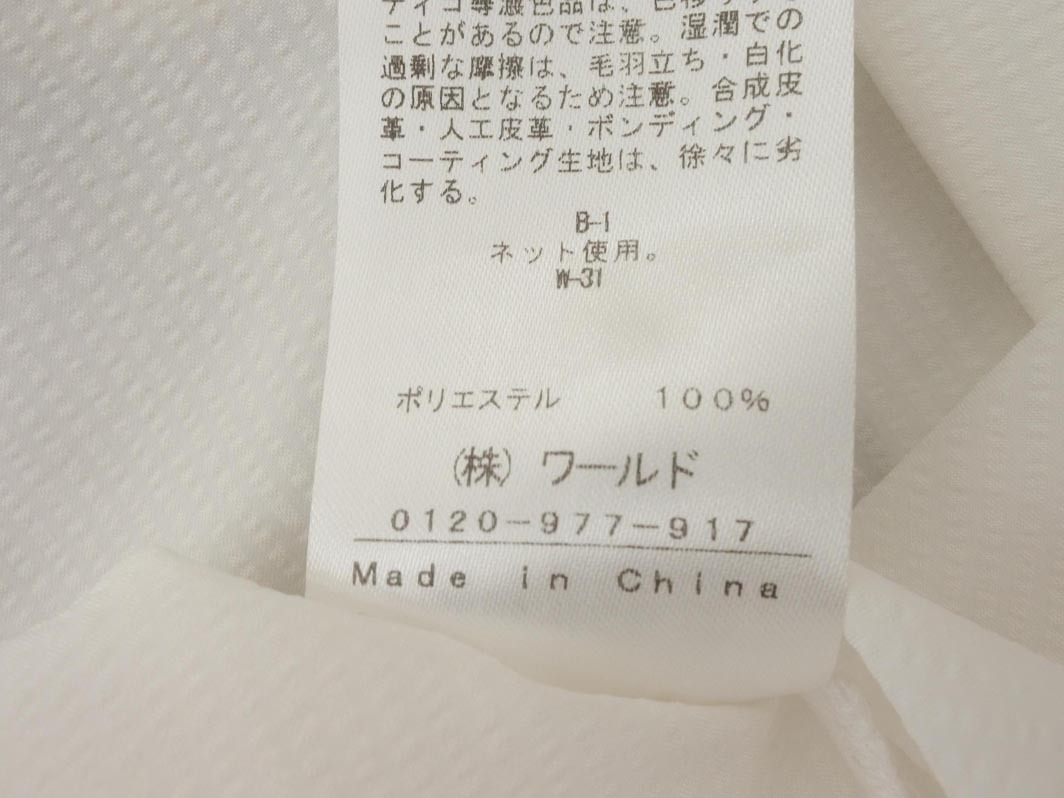 ことがあるので注意。湿潤での
過剰な摩擦は、毛羽立ち・白化
の原因となるため注意。合成皮
革・人工皮革・ボンディング・
コーティング生地は、徐々に劣
化する。
B-1
ネット使用。
W-31
ポリエステル 100%
(株) ワールド
0120-977-917
Made in China